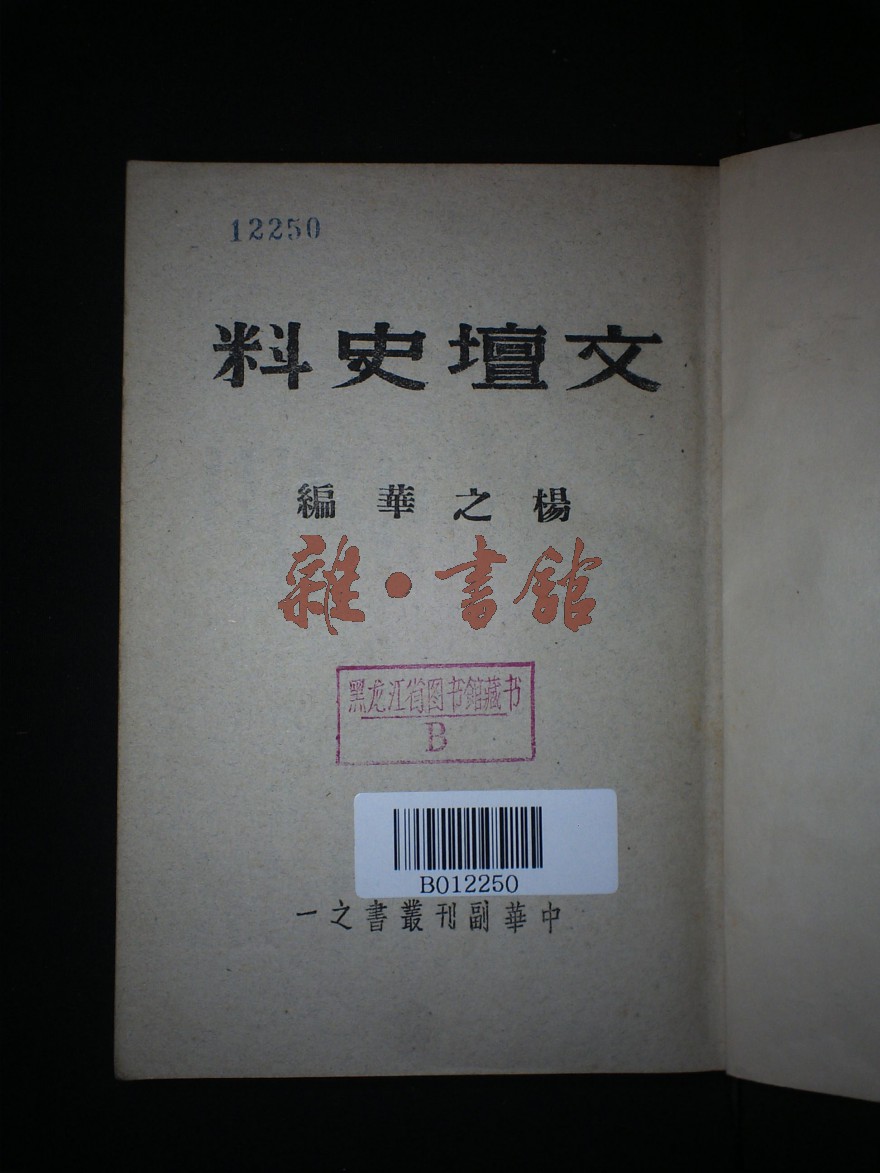 12250
文壇史料
楊之華編
雜·書館
黑龙江省图书館藏书
B
B012250
中華副刊叢書之一